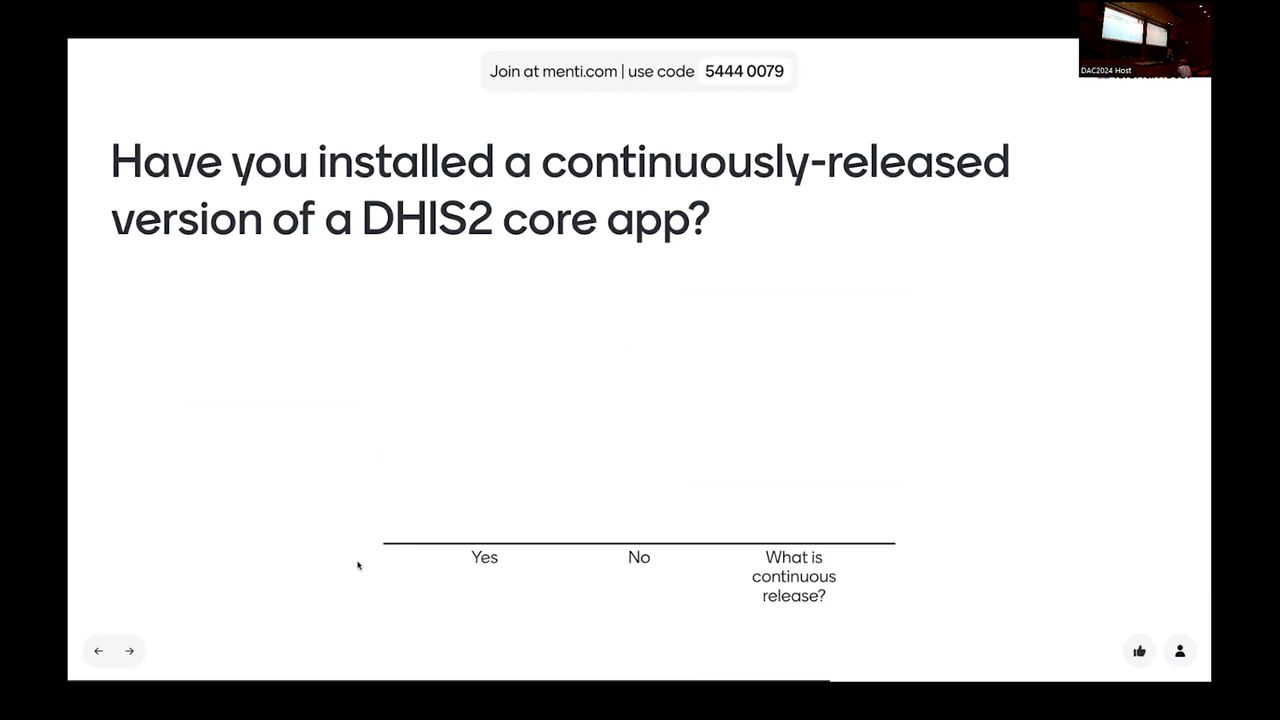 Join at menti.com | use code 5444 0079
DAC2024 Host
Have you installed a continuously-released
version of a DHIS2 core app?
Yes
No
What is
continuous
release?